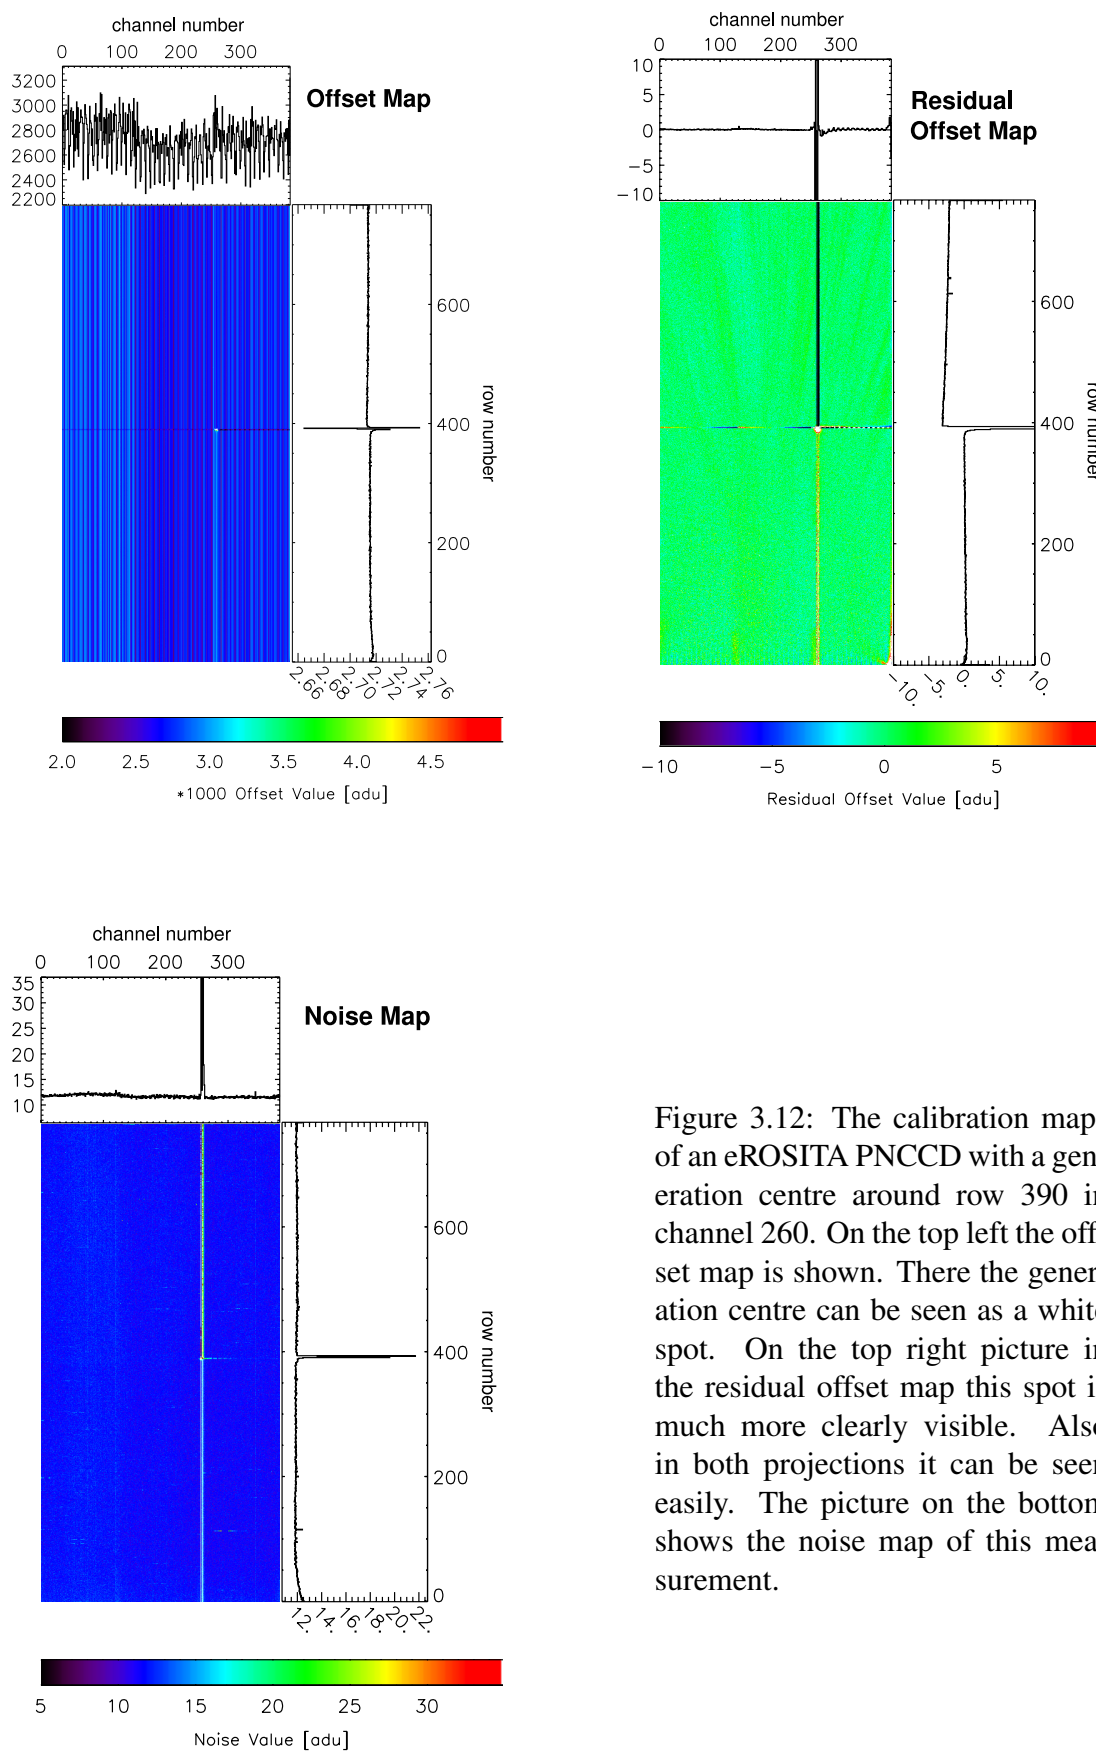 channel number
0 100 200 300
3200
3000
2800
2600
2400
2200
Offset Map
600
400
200
0
row number
2.66 2.68 2.70 2.72 2.74 2.76
2.0 2.5 3.0 3.5 4.0 4.5
*1000 Offset Value [adu]
channel number
0 100 200 300
10
5
0
−5
−10
Residual
Offset Map
600
400
200
0
row number
−10. −5. 0. 5. 10.
−10 −5 0 5
Residual Offset Value [adu]
channel number
0 100 200 300
35
30
25
20
15
10
Noise Map
600
400
200
0
row number
12. 14. 16. 18. 20. 22.
5 10 15 20 25 30
Noise Value [adu]
Figure 3.12: The calibration map
of an eROSITA PNCCD with a gen
eration centre around row 390 in
channel 260. On the top left the off
set map is shown. There the gener
ation centre can be seen as a white
spot. On the top right picture in
the residual offset map this spot i
much more clearly visible. Also
in both projections it can be seen
easily. The picture on the bottom
shows the noise map of this mea
surement.